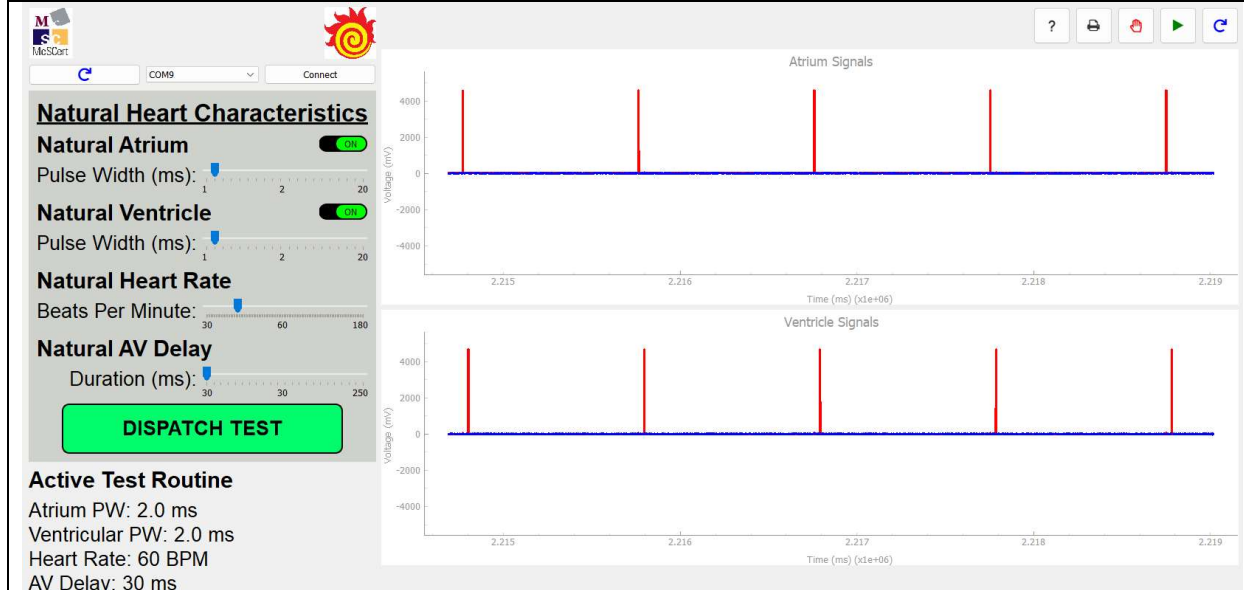 M
SC
McSCert
COM9
Connect
Natural Heart Characteristics
Natural Atrium
ON
Pulse Width (ms):
1 2 20
Natural Ventricle
ON
Pulse Width (ms):
1 2 20
Natural Heart Rate
Beats Per Minute:
30 60 180
Natural AV Delay
Duration (ms):
30 30 250
DISPATCH TEST
Active Test Routine
Atrium PW: 2.0 ms
Ventricular PW: 2.0 ms
Heart Rate: 60 BPM
AV Delay: 30 ms
?
Atrium Signals
Voltage (mV)
4000
2000
0
-2000
-4000
2.215 2.216 2.217 2.218 2.219
Time (ms) (x1e+06)
Ventricle Signals
Voltage (mV)
4000
2000
0
-2000
-4000
2.215 2.216 2.217 2.218 2.219
Time (ms) (x1e+06)